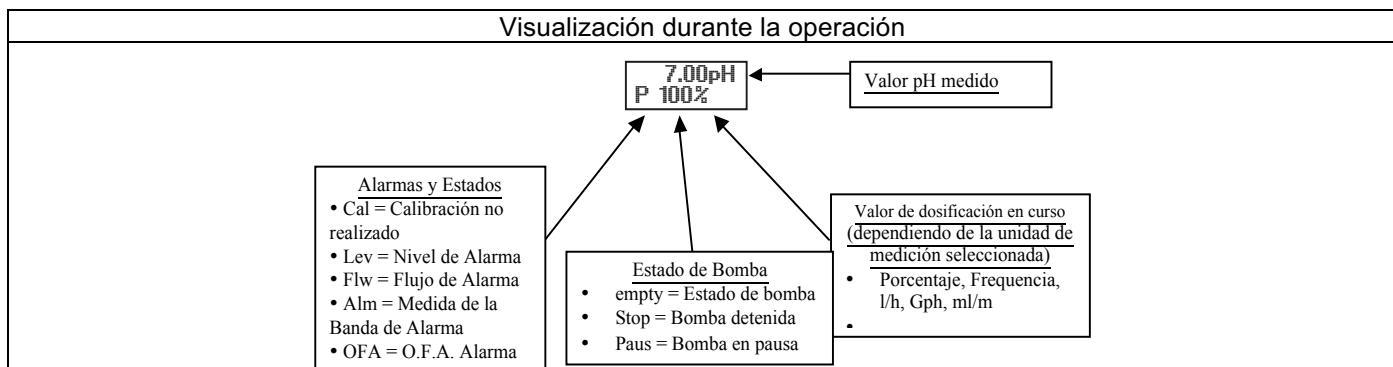 Visualización durante la operación
7.00pH
P 100%
Valor pH medido
Alarmas y Estados
• Cal = Calibración no
realizado
• Lev = Nivel de Alarma
• Flw = Flujo de Alarma
• Alm = Medida de la
Banda de Alarma
• OFA = O.F.A. Alarma
Estado de Bomba
• empty = Estado de bomba
• Stop = Bomba detenida
• Paus = Bomba en pausa
Valor de dosificación en curso
(dependiendo de la unidad de
medición seleccionada)
• Porcentaje, Frequencia,
l/h, Gph, ml/m
•